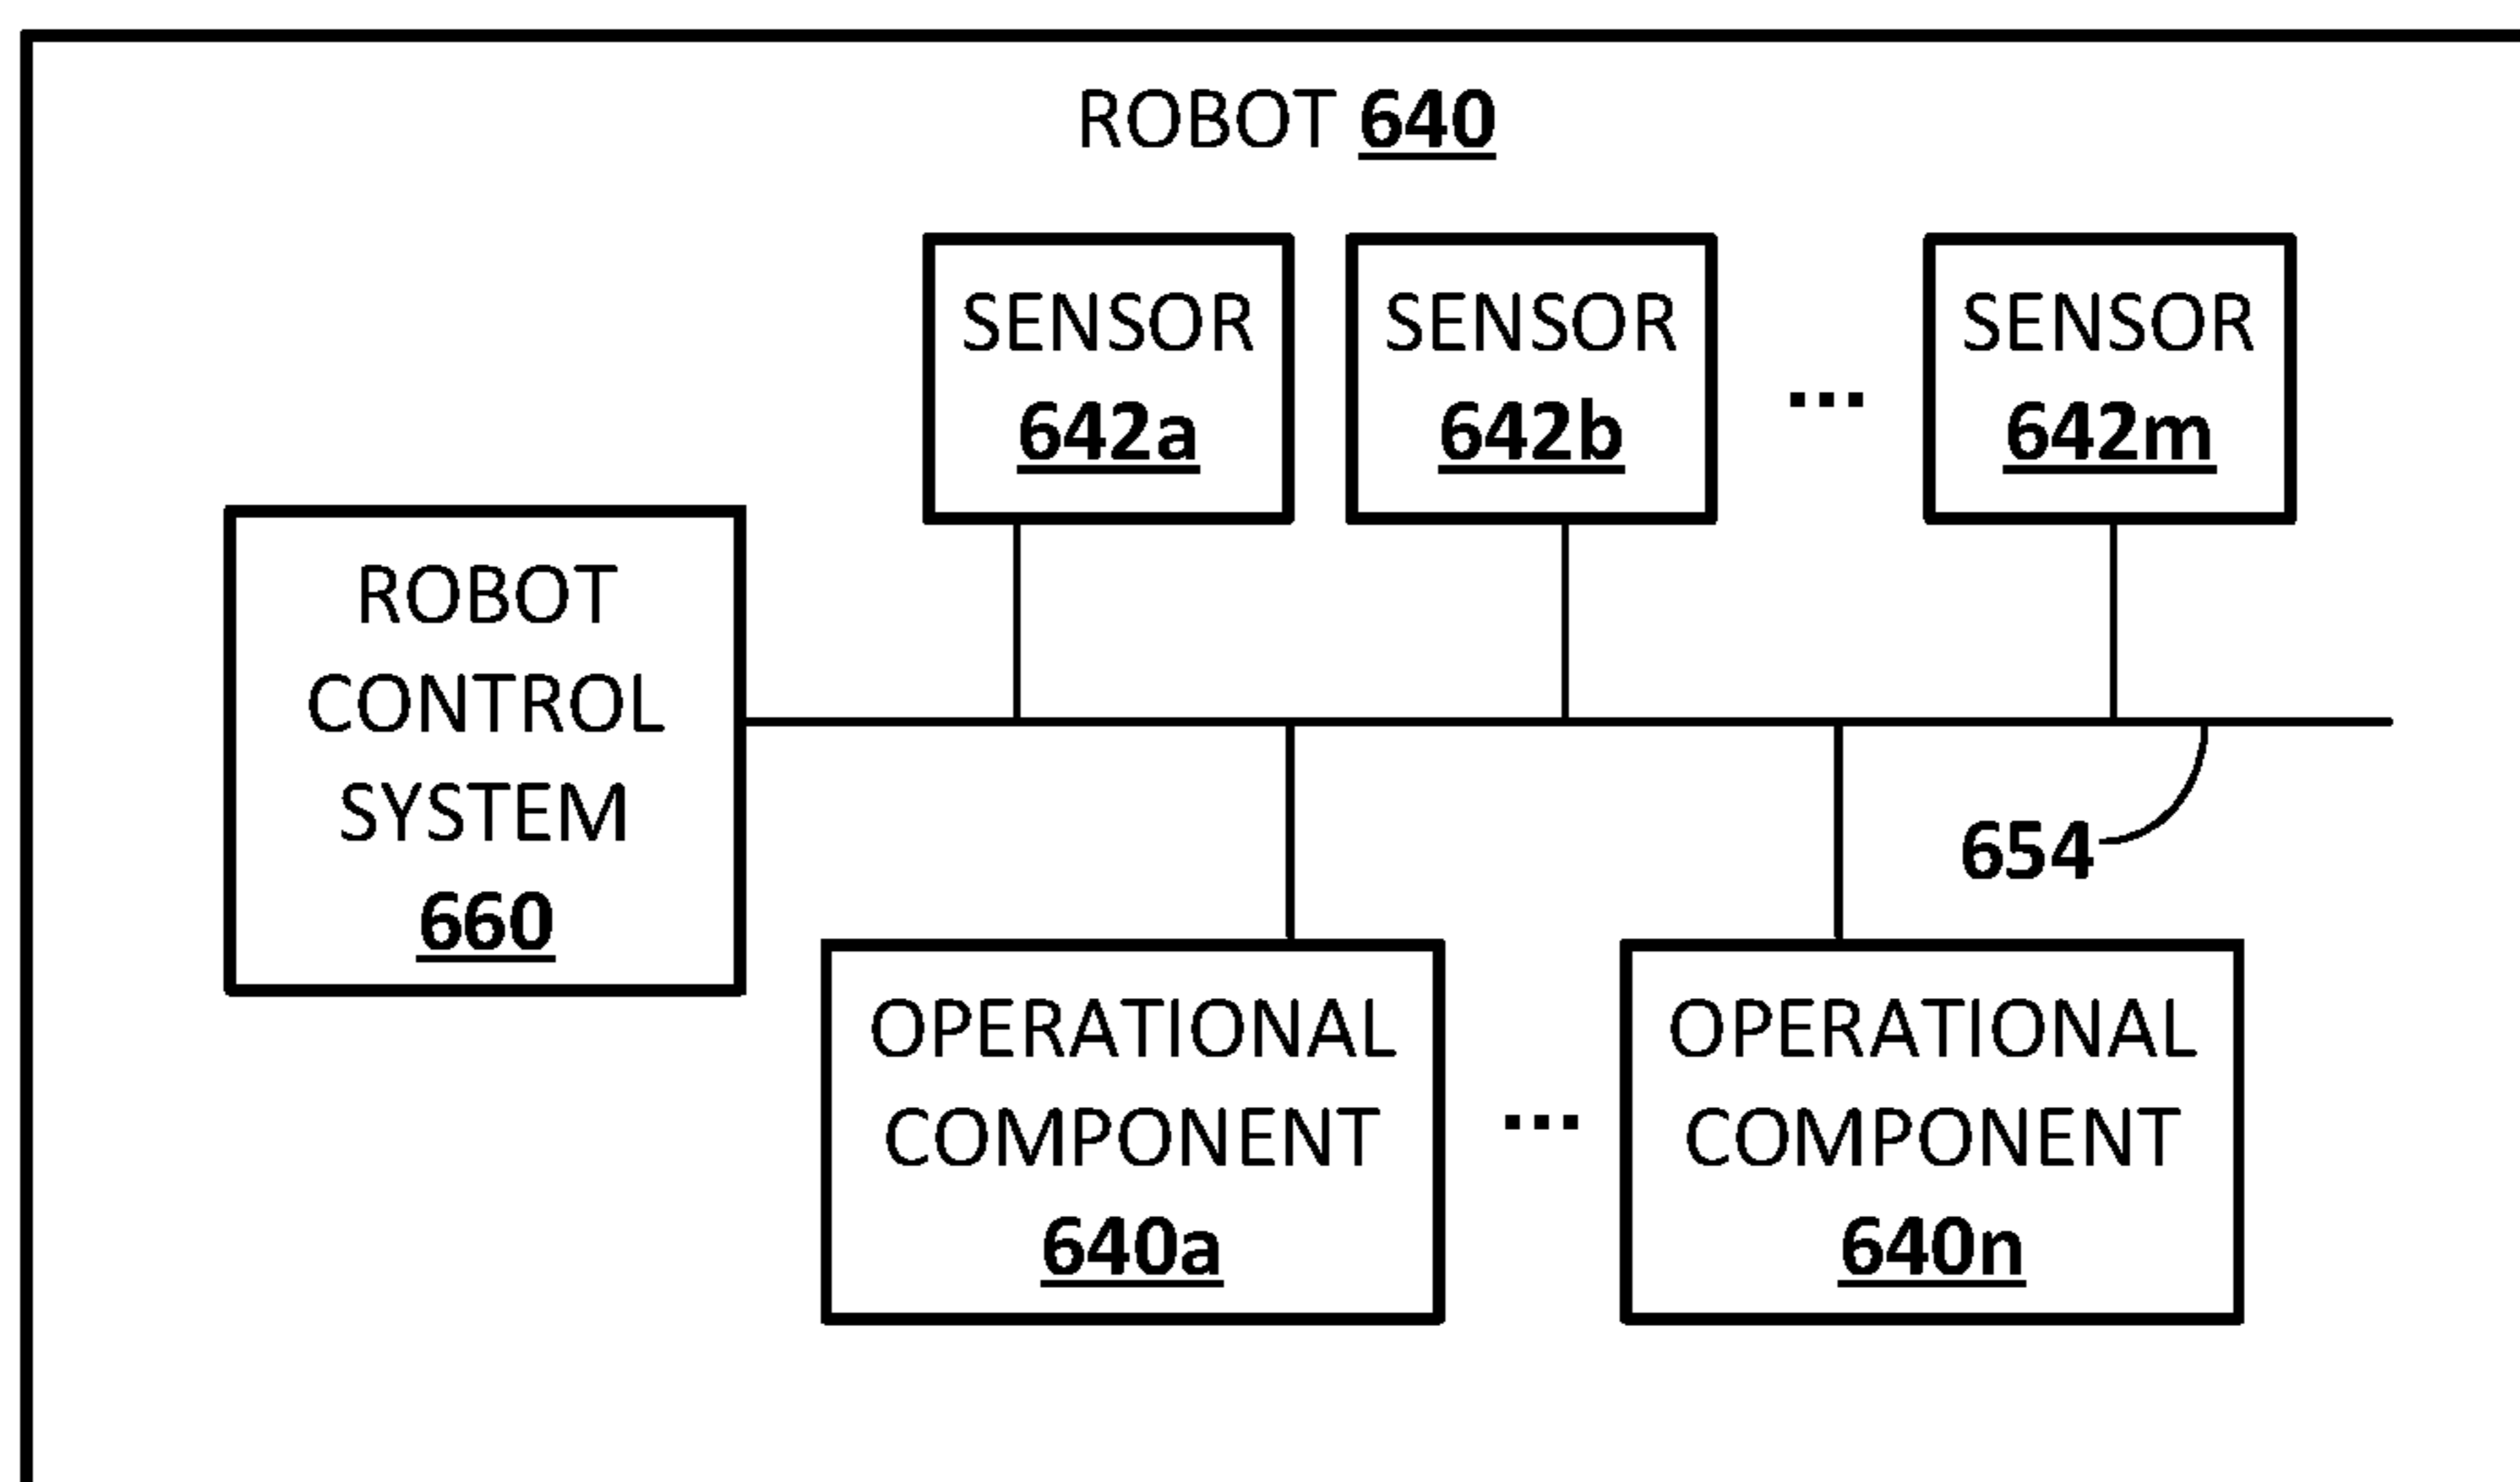 ROBOT 640
SENSOR
642a
SENSOR
642b
...
SENSOR
642m
ROBOT
CONTROL
SYSTEM
660
654
OPERATIONAL
COMPONENT
640a
...
OPERATIONAL
COMPONENT
640n